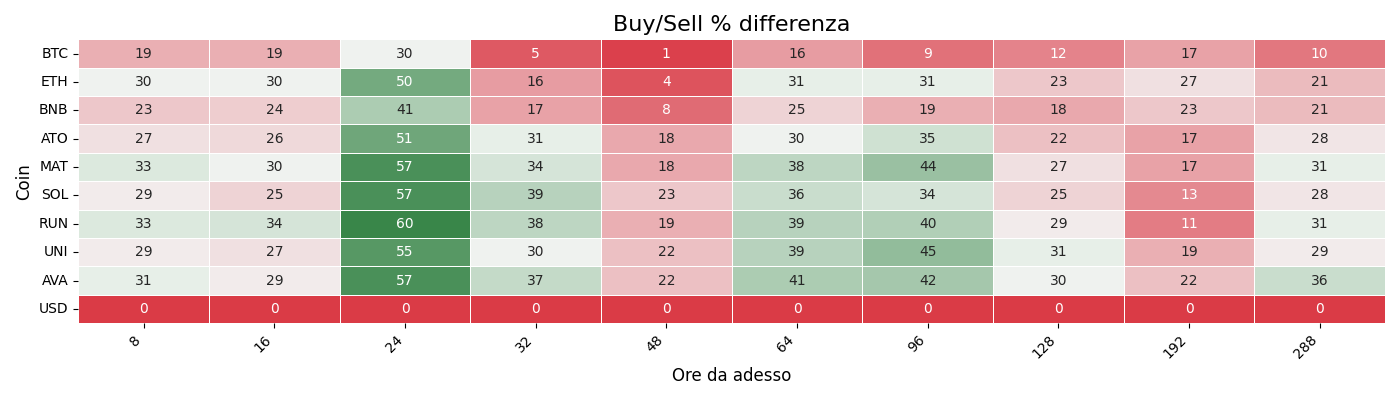 Buy/Sell % differenza
BTC 19 19 30 5 1 16 9 12 17 10
ETH 30 30 50 16 4 31 31 23 27 21
BNB 23 24 41 17 8 25 19 18 23 21
ATO 27 26 51 31 18 30 35 22 17 28
MAT 33 30 57 34 18 38 44 27 17 31
SOL 29 25 57 39 23 36 34 25 13 28
RUN 33 34 60 38 19 39 40 29 11 31
UNI 29 27 55 30 22 39 45 31 19 29
AVA 31 29 57 37 22 41 42 30 22 36
USD 0 0 0 0 0 0 0 0 0 0
8 16 24 32 48 64 96 128 192 288
Coin
Ore da adesso